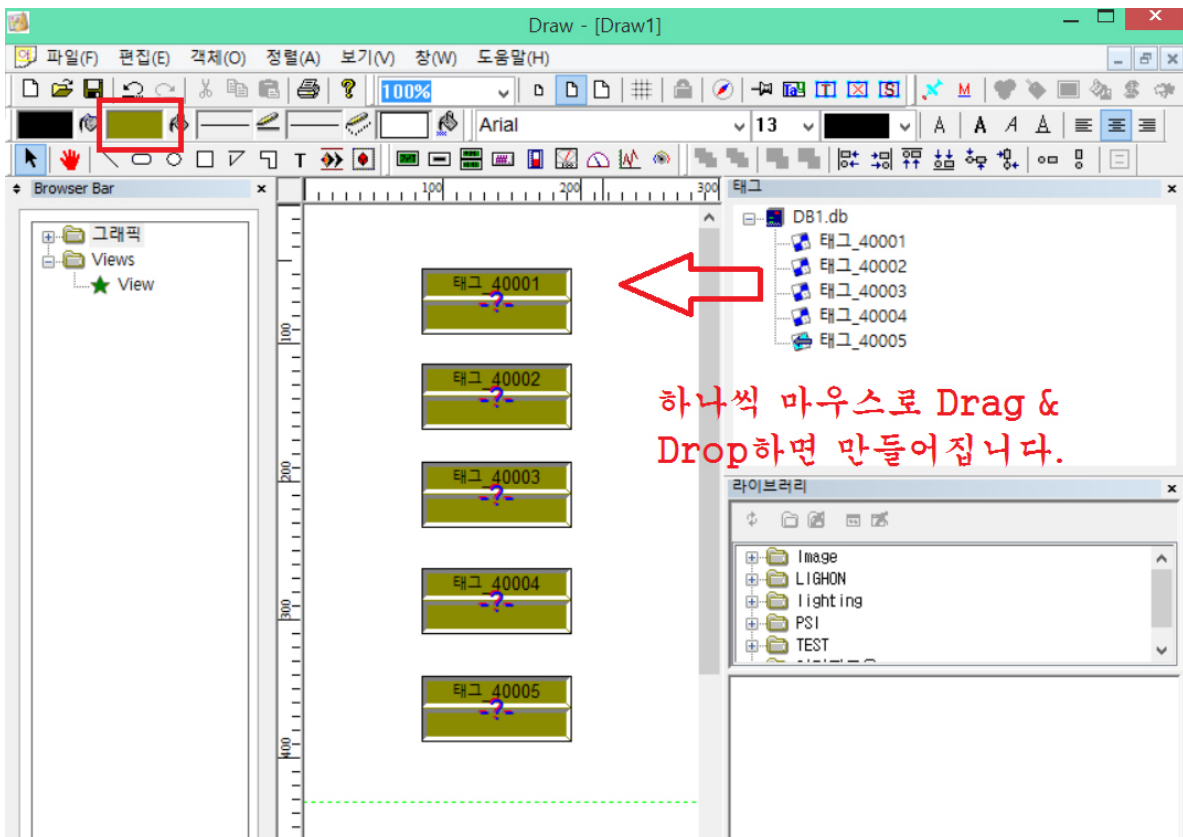 Draw - [Draw1]
파일(F) 편집(E) 객체(O) 정렬(A) 보기(V) 창(W) 도움말(H)
100%
Arial
13
Browser Bar
그래픽
Views
View
100 200 300
100
200
300
400
태그_40001
-?-
태그_40002
-?-
태그_40003
-?-
태그_40004
-?-
태그_40005
-?-
태그
DB1.db
태그_40001
태그_40002
태그_40003
태그_40004
태그_40005
하나씩 마우스로 Drag &
Drop하면 만들어집니다.
라이브러리
Image
LIGHON
lighting
PSI
TEST